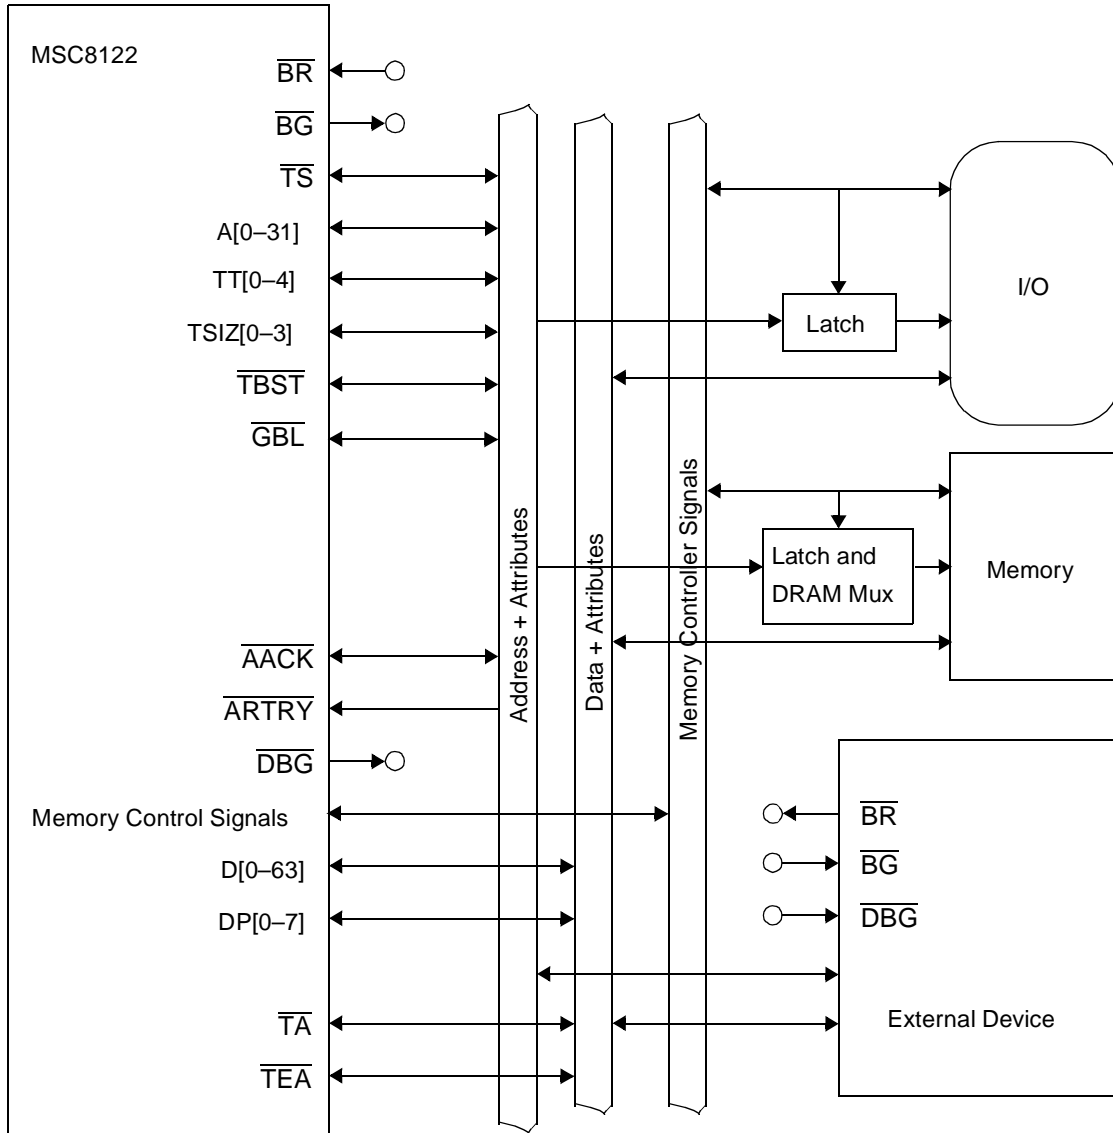 MSC8122
BR
BG
TS
A[0–31]
TT[0–4]
TSIZ[0–3]
TBST
GBL
AACK
ARTRY
DBG
Memory Control Signals
D[0–63]
DP[0–7]
TA
TEA
Address + Attributes
Data + Attributes
Memory Controller Signals
Latch
I/O
Latch and
DRAM Mux
Memory
BR
BG
DBG
External Device